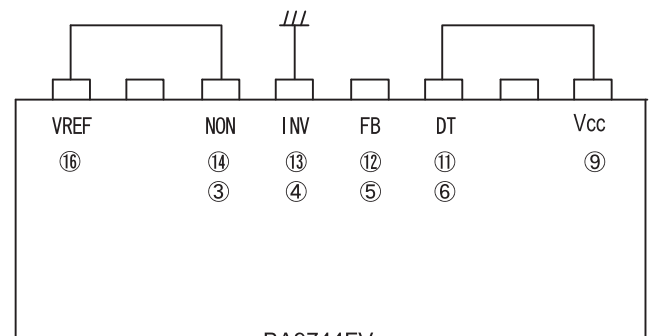 VREF NON INV FB DT Vcc
⑯ ⑭ ⑬ ⑫ ⑪ ⑨
③ ④ ⑤ ⑥